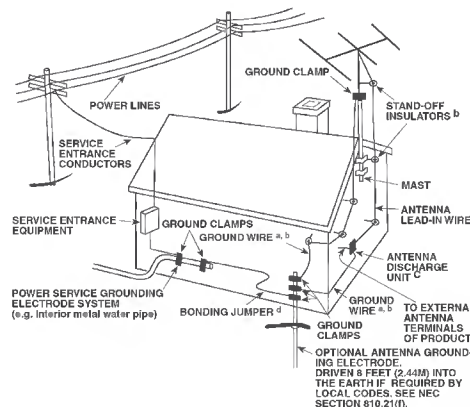 GROUND CLAMP
POWER LINES
STAND-OFF
INSULATORS b
SERVICE
ENTRANCE
CONDUCTORS
MAST
ANTENNA
LEAD-IN WIRE
SERVICE ENTRANCE
EQUIPMENT
GROUND CLAMPS
GROUND WIRE a, b
ANTENNA
DISCHARGE
UNIT C
POWER SERVICE GROUNDING
ELECTRODE SYSTEM
(e.g. Interior metal water pipe)
BONDING JUMPER d
GROUND
WIRE a, b
TO EXTERNA
ANTENNA
TERMINALS
OF PRODUCT
GROUND
CLAMPS
OPTIONAL ANTENNA GROUND-
ING ELECTRODE.
DRIVEN 8 FEET (2.44M) INTO
THE EARTH IF REQUIRED BY
LOCAL CODES. SEE NEC
SECTION 810.21(f).